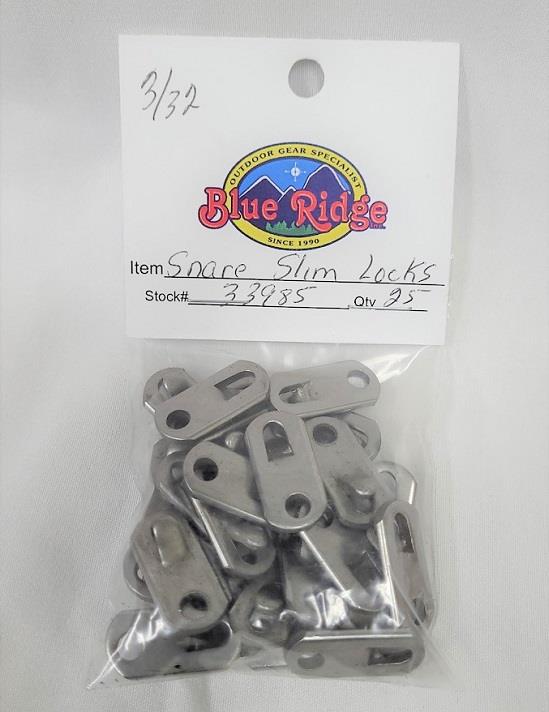 3/32
OUTDOOR GEAR SPECIALIST
Blue Ridge Inc.
SINCE 1990
Item Snare Slim Locks
Stock# 33985 Qty 25